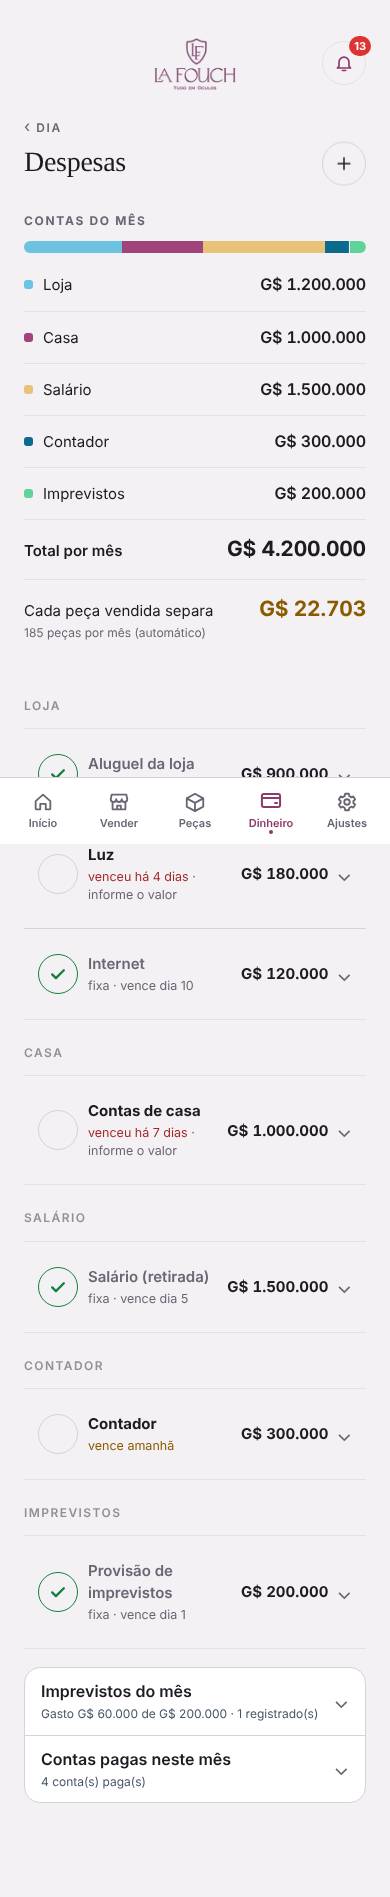 LF
LA FOUCH
TUDO EM ÓCULOS
13
‹ DIA
Despesas
CONTAS DO MÊS
Loja G$ 1.200.000
Casa G$ 1.000.000
Salário G$ 1.500.000
Contador G$ 300.000
Imprevistos G$ 200.000
Total por mês G$ 4.200.000
Cada peça vendida separa G$ 22.703
185 peças por mês (automático)
LOJA
Aluguel da loja G$ 900.000
Início Vender Peças Dinheiro Ajustes
Luz G$ 180.000
venceu há 4 dias ·
informe o valor
Internet G$ 120.000
fixa · vence dia 10
CASA
Contas de casa G$ 1.000.000
venceu há 7 dias ·
informe o valor
SALÁRIO
Salário (retirada) G$ 1.500.000
fixa · vence dia 5
CONTADOR
Contador G$ 300.000
vence amanhã
IMPREVISTOS
Provisão de
imprevistos G$ 200.000
fixa · vence dia 1
Imprevistos do mês
Gasto G$ 60.000 de G$ 200.000 · 1 registrado(s)
Contas pagas neste mês
4 conta(s) paga(s)